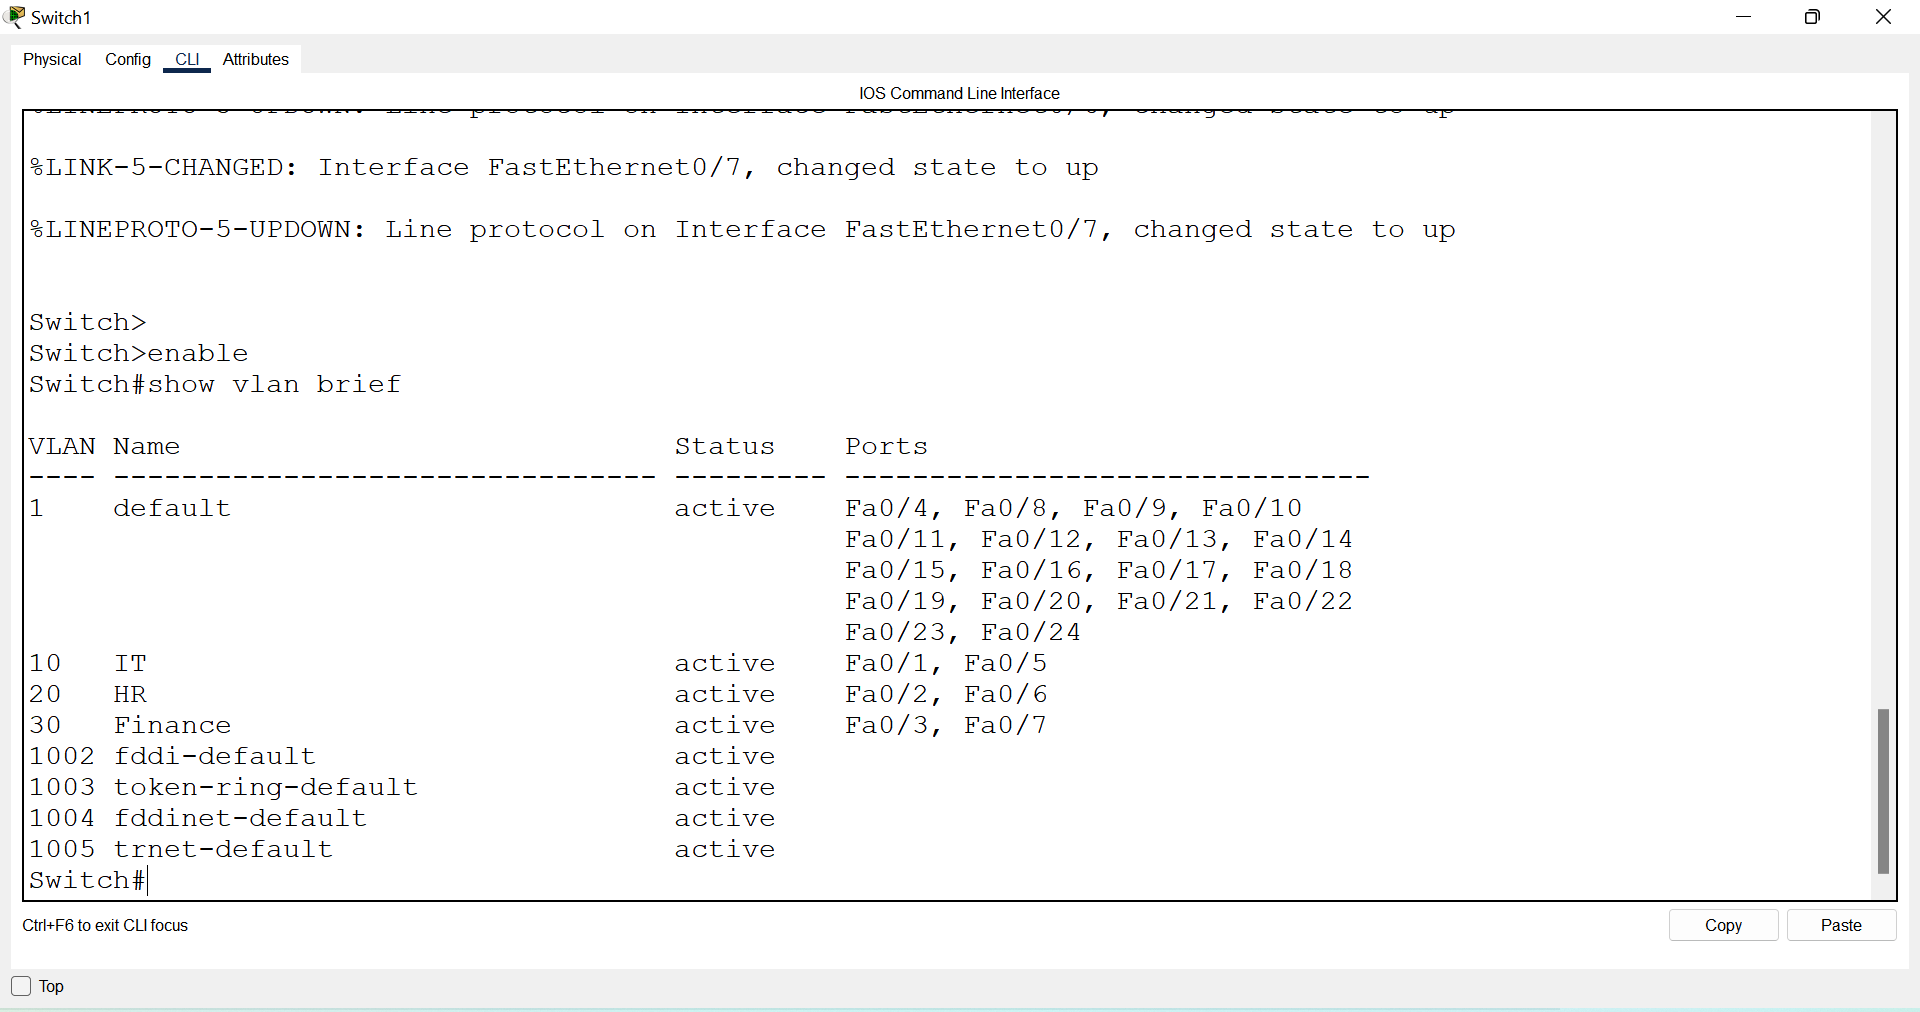 Switch1
Physical Config CLI Attributes
IOS Command Line Interface
%LINK-5-CHANGED: Interface FastEthernet0/7, changed state to up
%LINEPROTO-5-UPDOWN: Line protocol on Interface FastEthernet0/7, changed state to up
Switch>
Switch>enable
Switch#show vlan brief
VLAN Name Status Ports
---- -------------------------------- --------- -------------------------------
1 default active Fa0/4, Fa0/8, Fa0/9, Fa0/10
Fa0/11, Fa0/12, Fa0/13, Fa0/14
Fa0/15, Fa0/16, Fa0/17, Fa0/18
Fa0/19, Fa0/20, Fa0/21, Fa0/22
Fa0/23, Fa0/24
10 IT active Fa0/1, Fa0/5
20 HR active Fa0/2, Fa0/6
30 Finance active Fa0/3, Fa0/7
1002 fddi-default active
1003 token-ring-default active
1004 fddinet-default active
1005 trnet-default active
Switch#
Ctrl+F6 to exit CLI focus
Copy Paste
Top